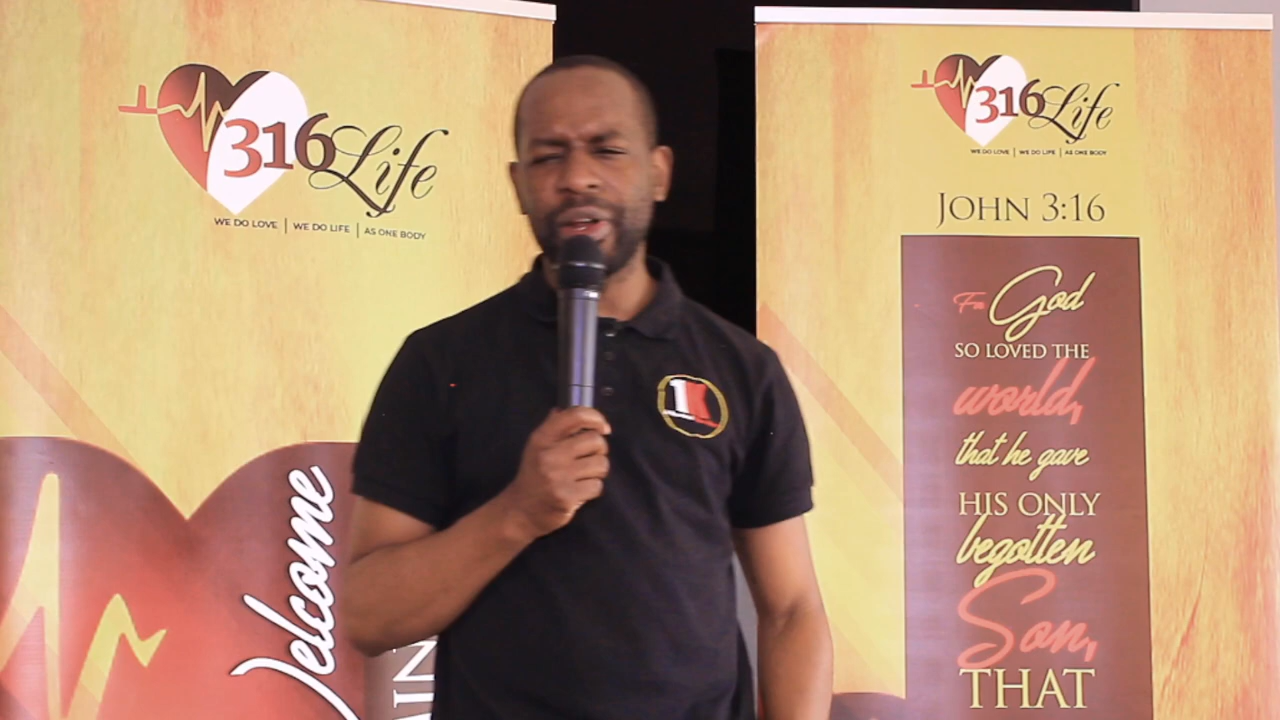 316Life
WE DO LOVE | WE DO LIFE | AS ONE BODY
Welcome
316Life
WE DO LOVE | WE DO LIFE | AS ONE BODY
JOHN 3:16
For God
SO LOVED THE
world,
that he gave
HIS ONLY
begotten
Son,
THAT